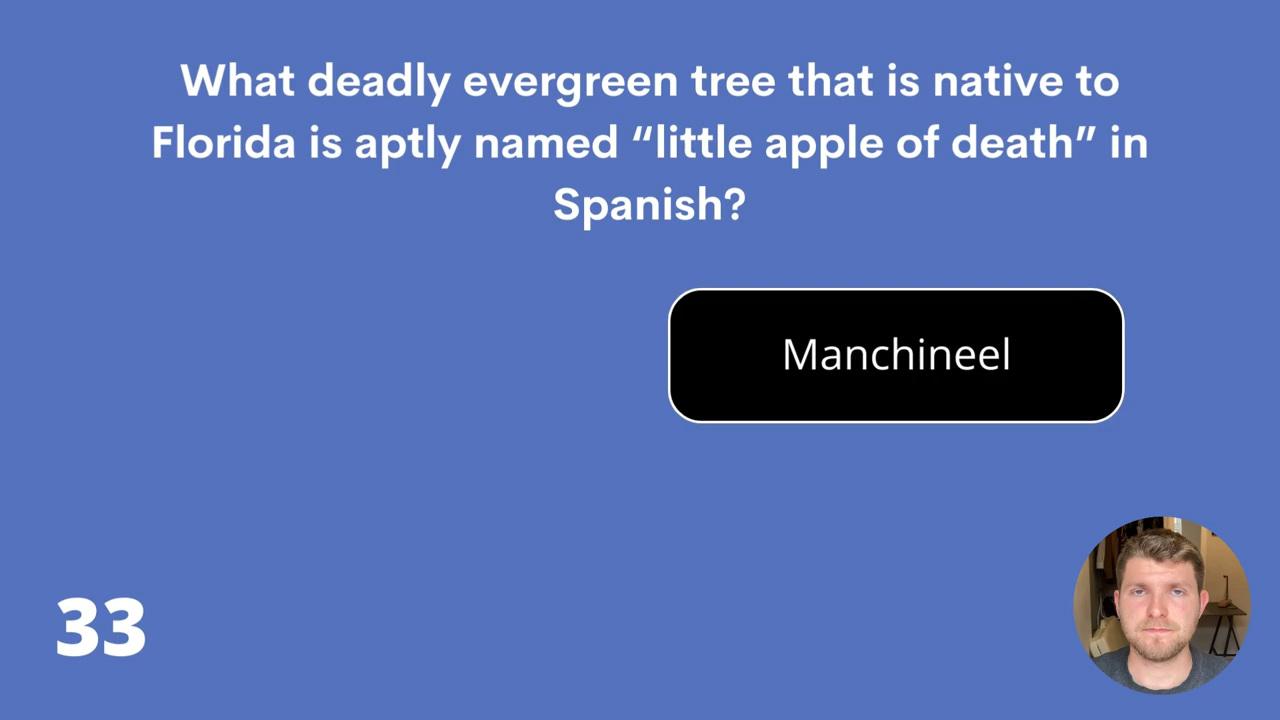 What deadly evergreen tree that is native to
Florida is aptly named “little apple of death” in
Spanish?
Manchineel
33